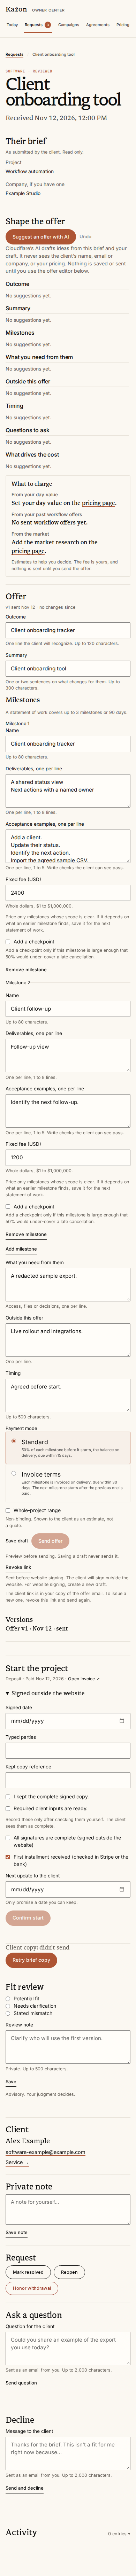 Kazon OWNER CENTER
Today Requests 3 Campaigns Agreements Pricing
Requests Client onboarding tool
SOFTWARE · REVIEWED
Client
onboarding tool
Received Nov 12, 2026, 12:00 PM
Their brief
As submitted by the client. Read only.
Project
Workflow automation
Company, if you have one
Example Studio
Shape the offer
Suggest an offer with AI Undo
Cloudflare's AI drafts ideas from this brief and your
offer. It never sees the client's name, email or
company, or your pricing. Nothing is saved or sent
until you use the offer editor below.
Outcome
No suggestions yet.
Summary
No suggestions yet.
Milestones
No suggestions yet.
What you need from them
No suggestions yet.
Outside this offer
No suggestions yet.
Timing
No suggestions yet.
Questions to ask
No suggestions yet.
What drives the cost
No suggestions yet.
What to charge
From your day value
Set your day value on the pricing page.
From your past workflow offers
No sent workflow offers yet.
From the market
Add the market research on the
pricing page.
Estimates to help you decide. The fee is yours, and
nothing is sent until you send the offer.
Offer
v1 sent Nov 12 · no changes since
Outcome
Client onboarding tracker
One line the client will recognise. Up to 120 characters.
Summary
Client onboarding tool
One or two sentences on what changes for them. Up to
300 characters.
Milestones
A statement of work covers up to 3 milestones or 90 days.
Milestone 1
Name
Client onboarding tracker
Up to 80 characters.
Deliverables, one per line
A shared status view
Next actions with a named owner
One per line, 1 to 8 lines.
Acceptance examples, one per line
Add a client.
Update their status.
Identify the next action.
Import the agreed sample CSV.
One per line, 1 to 5. Write checks the client can see pass.
Fixed fee (USD)
2400
Whole dollars, $1 to $1,000,000.
Price only milestones whose scope is clear. If it depends on
what an earlier milestone finds, save it for the next
statement of work.
Add a checkpoint
Add a checkpoint only if this milestone is large enough that
50% would under-cover a late cancellation.
Remove milestone
Milestone 2
Name
Client follow-up
Up to 80 characters.
Deliverables, one per line
Follow-up view
One per line, 1 to 8 lines.
Acceptance examples, one per line
Identify the next follow-up.
One per line, 1 to 5. Write checks the client can see pass.
Fixed fee (USD)
1200
Whole dollars, $1 to $1,000,000.
Price only milestones whose scope is clear. If it depends on
what an earlier milestone finds, save it for the next
statement of work.
Add a checkpoint
Add a checkpoint only if this milestone is large enough that
50% would under-cover a late cancellation.
Remove milestone
Add milestone
What you need from them
A redacted sample export.
Access, files or decisions, one per line.
Outside this offer
Live rollout and integrations.
One per line.
Timing
Agreed before start.
Up to 500 characters.
Payment mode
Standard
50% of each milestone before it starts, the balance on
delivery, due within 15 days.
Invoice terms
Each milestone is invoiced on delivery, due within 30
days. The next milestone starts after the previous one is
paid.
Whole-project range
Non-binding. Shown to the client as an estimate, not
a quote.
Save draft Send offer
Preview before sending. Saving a draft never sends it.
Revoke link
Sent before website signing. The client will sign outside the
website. For website signing, create a new offer.
The client link is in your copy of the offer email. To issue a
new one, revoke this link and send again.
Versions
Offer v1 · Nov 12 · sent
Start the project
Deposit · Paid Nov 12, 2026 · Open invoice ↗
▼ Signed outside the website
Signed date
mm/dd/yyyy
Typed parties
Kept copy reference
I kept the complete signed copy.
Required client inputs are ready.
Record these only after checking them yourself. The client
sees them as complete.
All signatures are complete (signed outside the
website)
First installment received (checked in Stripe or the
bank)
Next update to the client
mm/dd/yyyy
Only promise a date you can keep.
Confirm start
Client copy: didn't send
Retry brief copy
Fit review
Potential fit
Needs clarification
Stated mismatch
Review note
Clarify who will use the first version.
Private. Up to 500 characters.
Save
Advisory. Your judgment decides.
Client
Alex Example
software-example@example.com
Private note
A note for yourself...
Save note
Request
Mark resolved Reopen
Honor withdrawal
Ask a question
Question for the client
Could you share an example of the export
you use today?
Sent as an email from you. Up to 2,000 characters.
Send question
Decline
Message to the client
Thanks for the brief. This isn't a fit for me
right now because...
Sent as an email from you. Up to 2,000 characters.
Send and decline
Activity 0 entries